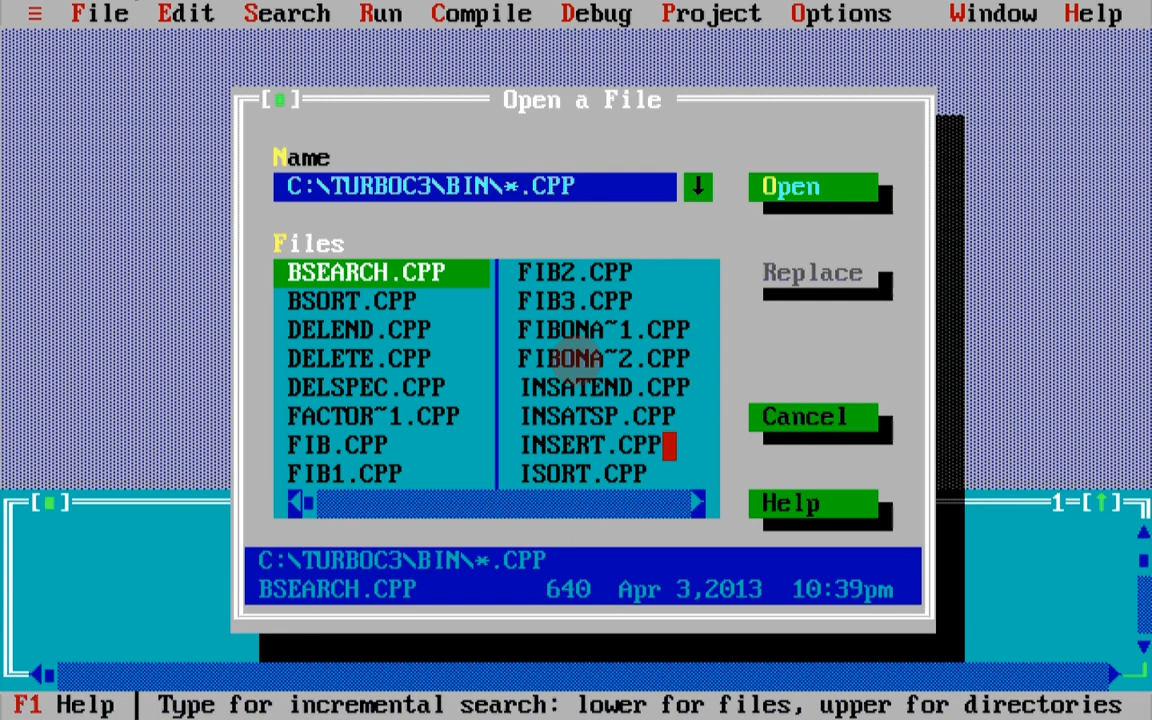 ≡ File Edit Search Run Compile Debug Project Options Window Help
[■] Open a File
Name
C:\TURBOC3\BIN\*.CPP ↓ Open
Files
Replace
BSEARCH.CPP FIB2.CPP
BSORT.CPP FIB3.CPP
DELEND.CPP FIBONA~1.CPP
DELETE.CPP FIBONA~2.CPP
DELSPEC.CPP INSATEND.CPP
FACTOR~1.CPP INSATSP.CPP
Cancel
FIB.CPP INSERT.CPP
FIB1.CPP ISORT.CPP
Help
C:\TURBOC3\BIN\*.CPP
BSEARCH.CPP 640 Apr 3,2013 10:39pm
[■] 1=[↑]
F1 Help | Type for incremental search: lower for files, upper for directories